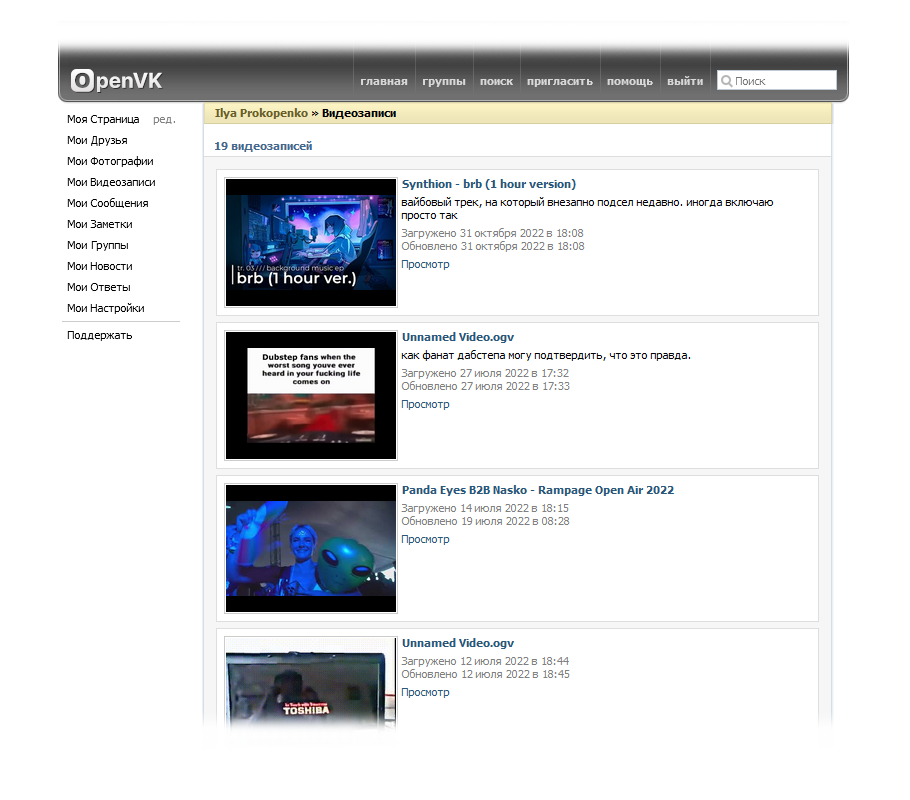 OpenVK
главная группы поиск пригласить помощь выйти Поиск
Моя Страница ред.
Мои Друзья
Мои Фотографии
Мои Видеозаписи
Мои Сообщения
Мои Заметки
Мои Группы
Мои Новости
Мои Ответы
Мои Настройки
Поддержать
Ilya Prokopenko » Видеозаписи
19 видеозаписей
tr. 03 /// background music ep
brb (1 hour ver.)
Synthion - brb (1 hour version)
вайбовый трек, на который внезапно подсел недавно. иногда включаю
просто так
Загружено 31 октября 2022 в 18:08
Обновлено 31 октября 2022 в 18:08
Просмотр
Dubstep fans when the
worst song youve ever
heard in your fucking life
comes on
Unnamed Video.ogv
как фанат дабстепа могу подтвердить, что это правда.
Загружено 27 июля 2022 в 17:32
Обновлено 27 июля 2022 в 17:33
Просмотр
Panda Eyes B2B Nasko - Rampage Open Air 2022
Загружено 14 июля 2022 в 18:15
Обновлено 19 июля 2022 в 08:28
Просмотр
In Touch with Tomorrow
TOSHIBA
Unnamed Video.ogv
Загружено 12 июля 2022 в 18:44
Обновлено 12 июля 2022 в 18:45
Просмотр